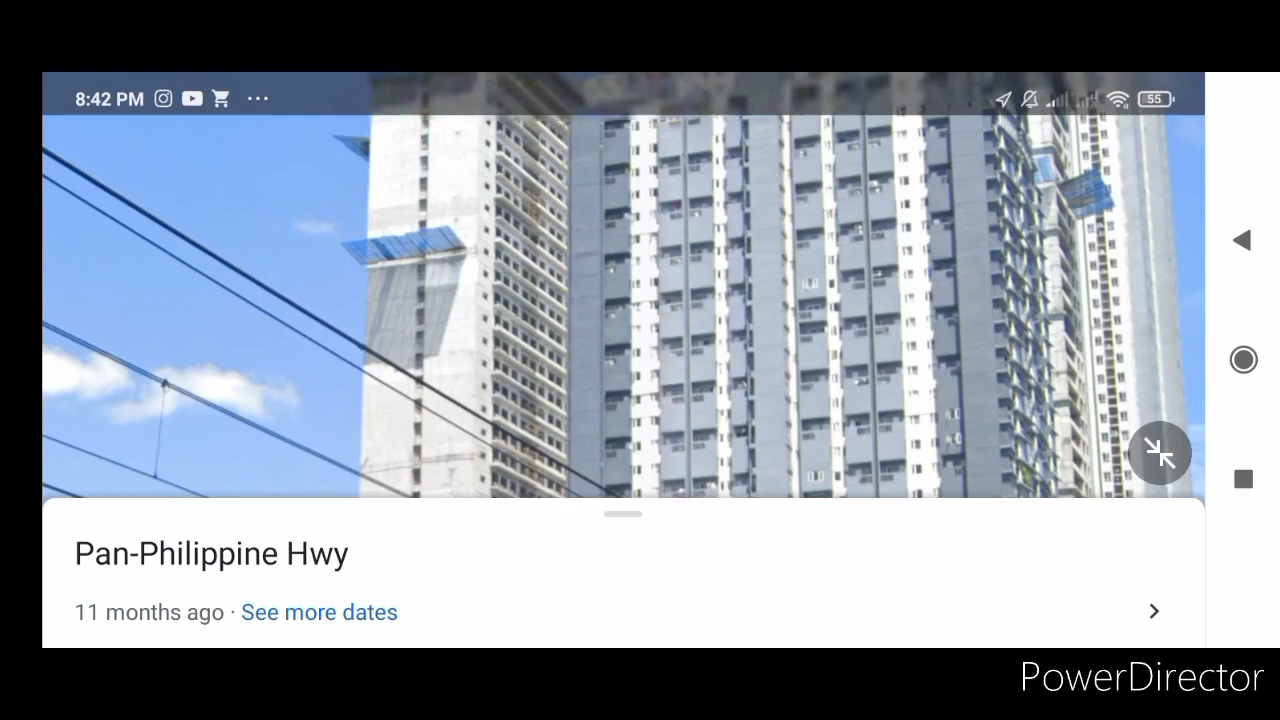 8:42 PM
55
Pan-Philippine Hwy
11 months ago · See more dates
PowerDirector